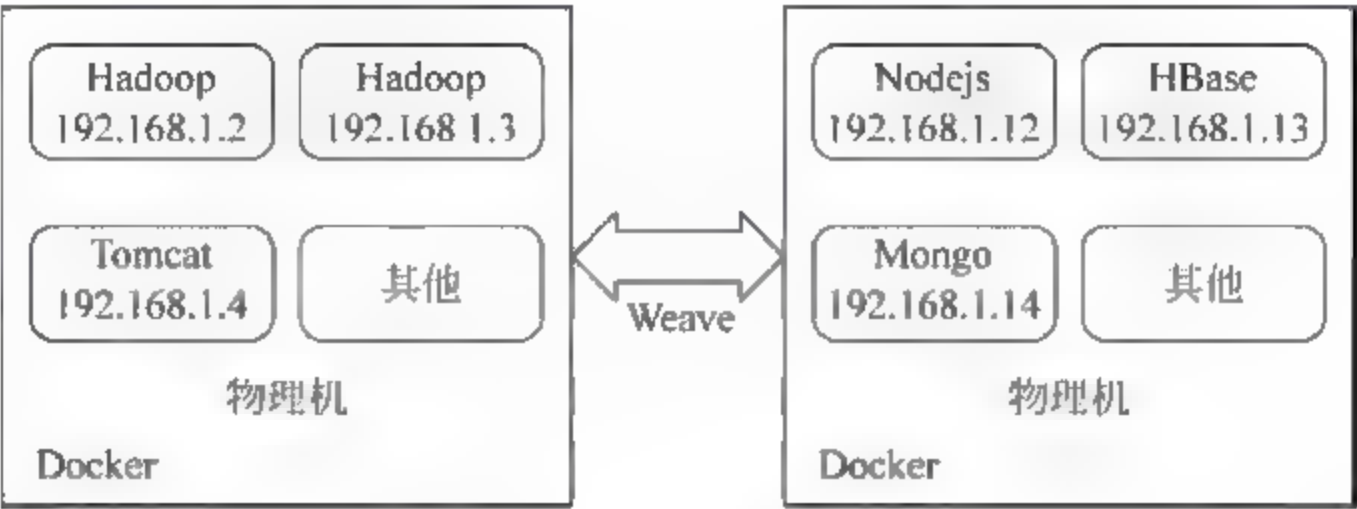 Hadoop
192.168.1.2
Hadoop
192.168 1.3
Tomcat
192.168.1.4
其他
物理机
Docker
Weave
Nodejs
192.168.1.12
HBase
192.168.1.13
Mongo
192.168.1.14
其他
物理机
Docker